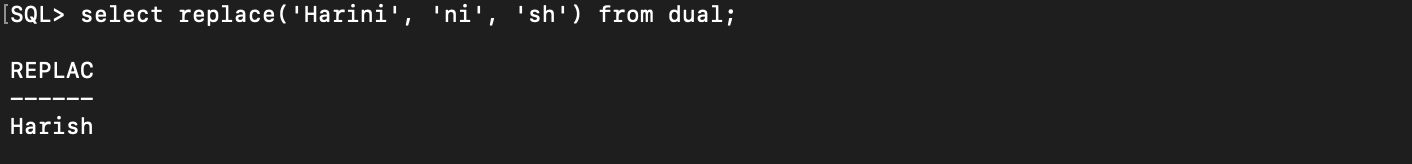 [SQL> select replace('Harini', 'ni', 'sh') from dual;
REPLAC
------
Harish